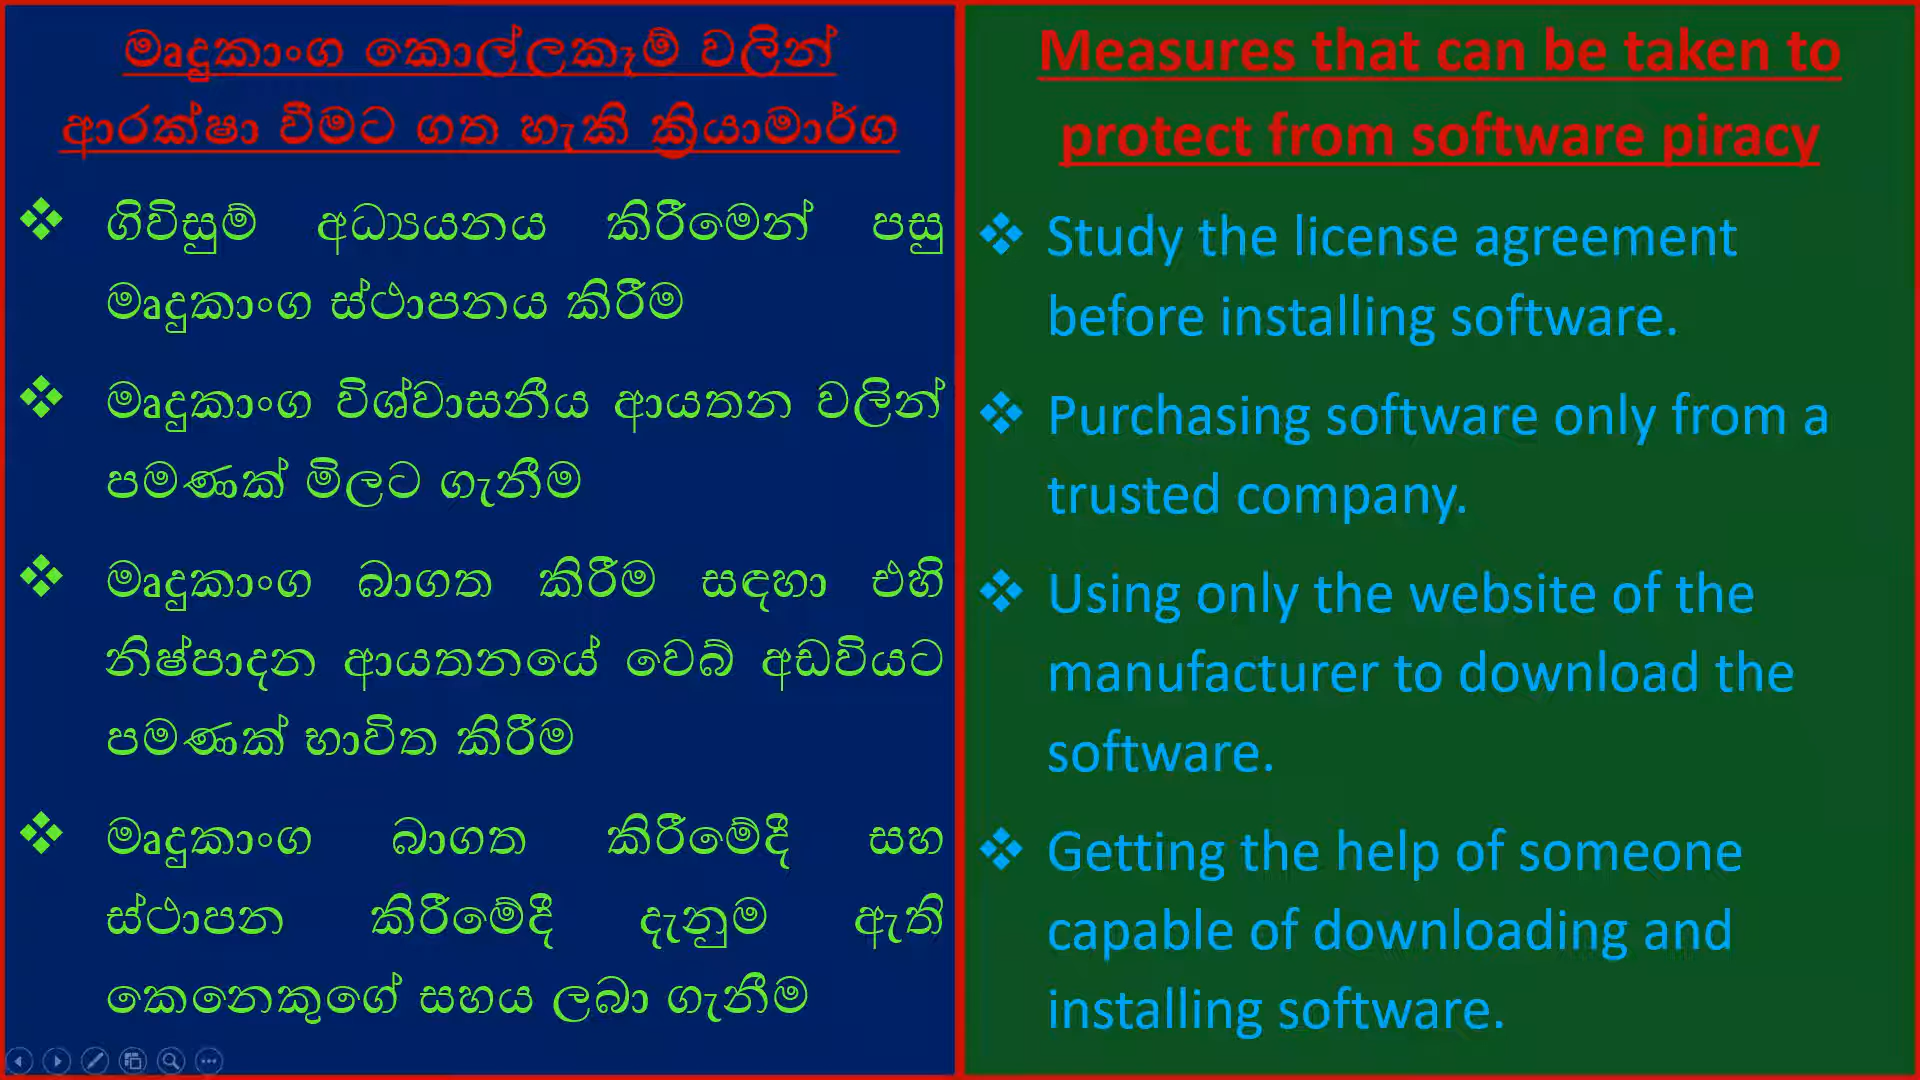 මෘදුකාංග කොල්ලකෑම් වලින්
ආරක්ෂා වීමට ගත හැකි ක්‍රියාමාර්ග
❖ ගිවිසුම් අධ්‍යයනය කිරීමෙන් පසු
මෘදුකාංග ස්ථාපනය කිරීම
❖ මෘදුකාංග විශ්වාසනීය ආයතන වලින්
පමණක් මිලට ගැනීම
❖ මෘදුකාංග බාගත කිරීම සඳහා එහි
නිෂ්පාදන ආයතනයේ වෙබ් අඩවියට
පමණක් භාවිත කිරීම
❖ මෘදුකාංග බාගත කිරීමේදී සහ
ස්ථාපන කිරීමේදී දැනුම ඇති
කෙනෙකුගේ සහය ලබා ගැනීම
Measures that can be taken to
protect from software piracy
❖ Study the license agreement
before installing software.
❖ Purchasing software only from a
trusted company.
❖ Using only the website of the
manufacturer to download the
software.
❖ Getting the help of someone
capable of downloading and
installing software.